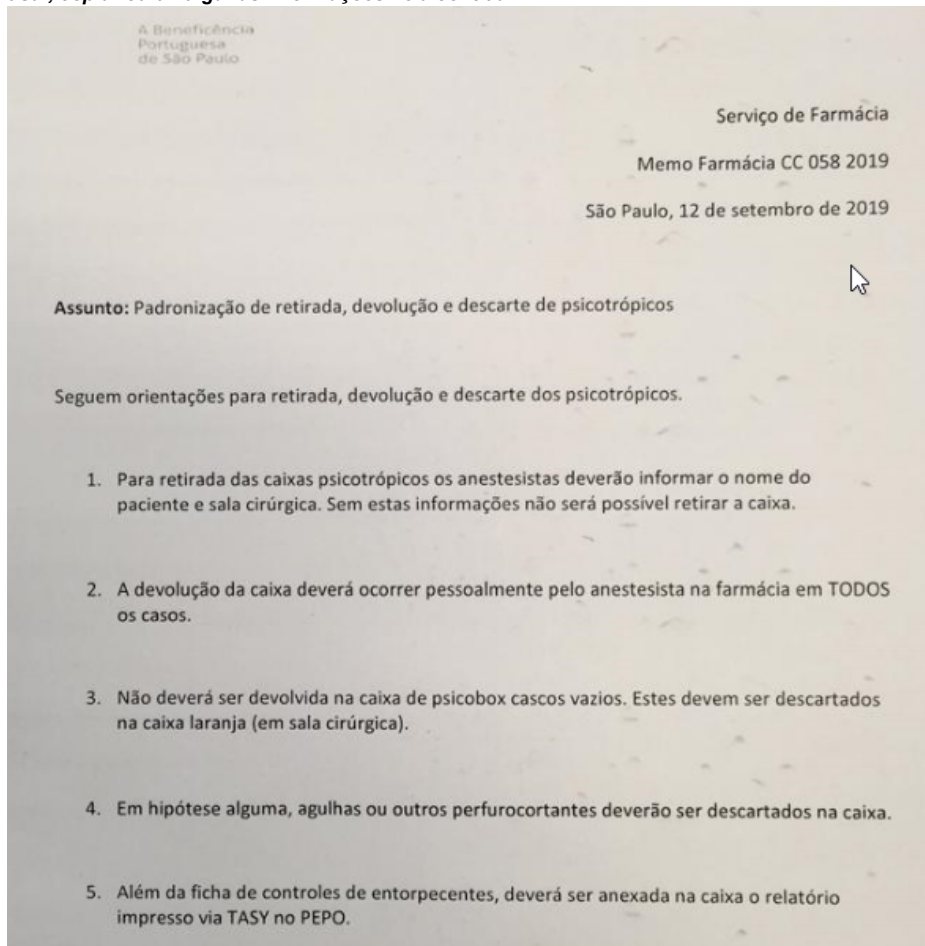 A Beneficência
Portuguesa
de São Paulo
Serviço de Farmácia
Memo Farmácia CC 058 2019
São Paulo, 12 de setembro de 2019
Assunto: Padronização de retirada, devolução e descarte de psicotrópicos
Seguem orientações para retirada, devolução e descarte dos psicotrópicos.
1. Para retirada das caixas psicotrópicos os anestesistas deverão informar o nome do
paciente e sala cirúrgica. Sem estas informações não será possível retirar a caixa.
2. A devolução da caixa deverá ocorrer pessoalmente pelo anestesista na farmácia em TODOS
os casos.
3. Não deverá ser devolvida na caixa de psicobox cascos vazios. Estes devem ser descartados
na caixa laranja (em sala cirúrgica).
4. Em hipótese alguma, agulhas ou outros perfurocortantes deverão ser descartados na caixa.
5. Além da ficha de controles de entorpecentes, deverá ser anexada na caixa o relatório
impresso via TASY no PEPO.